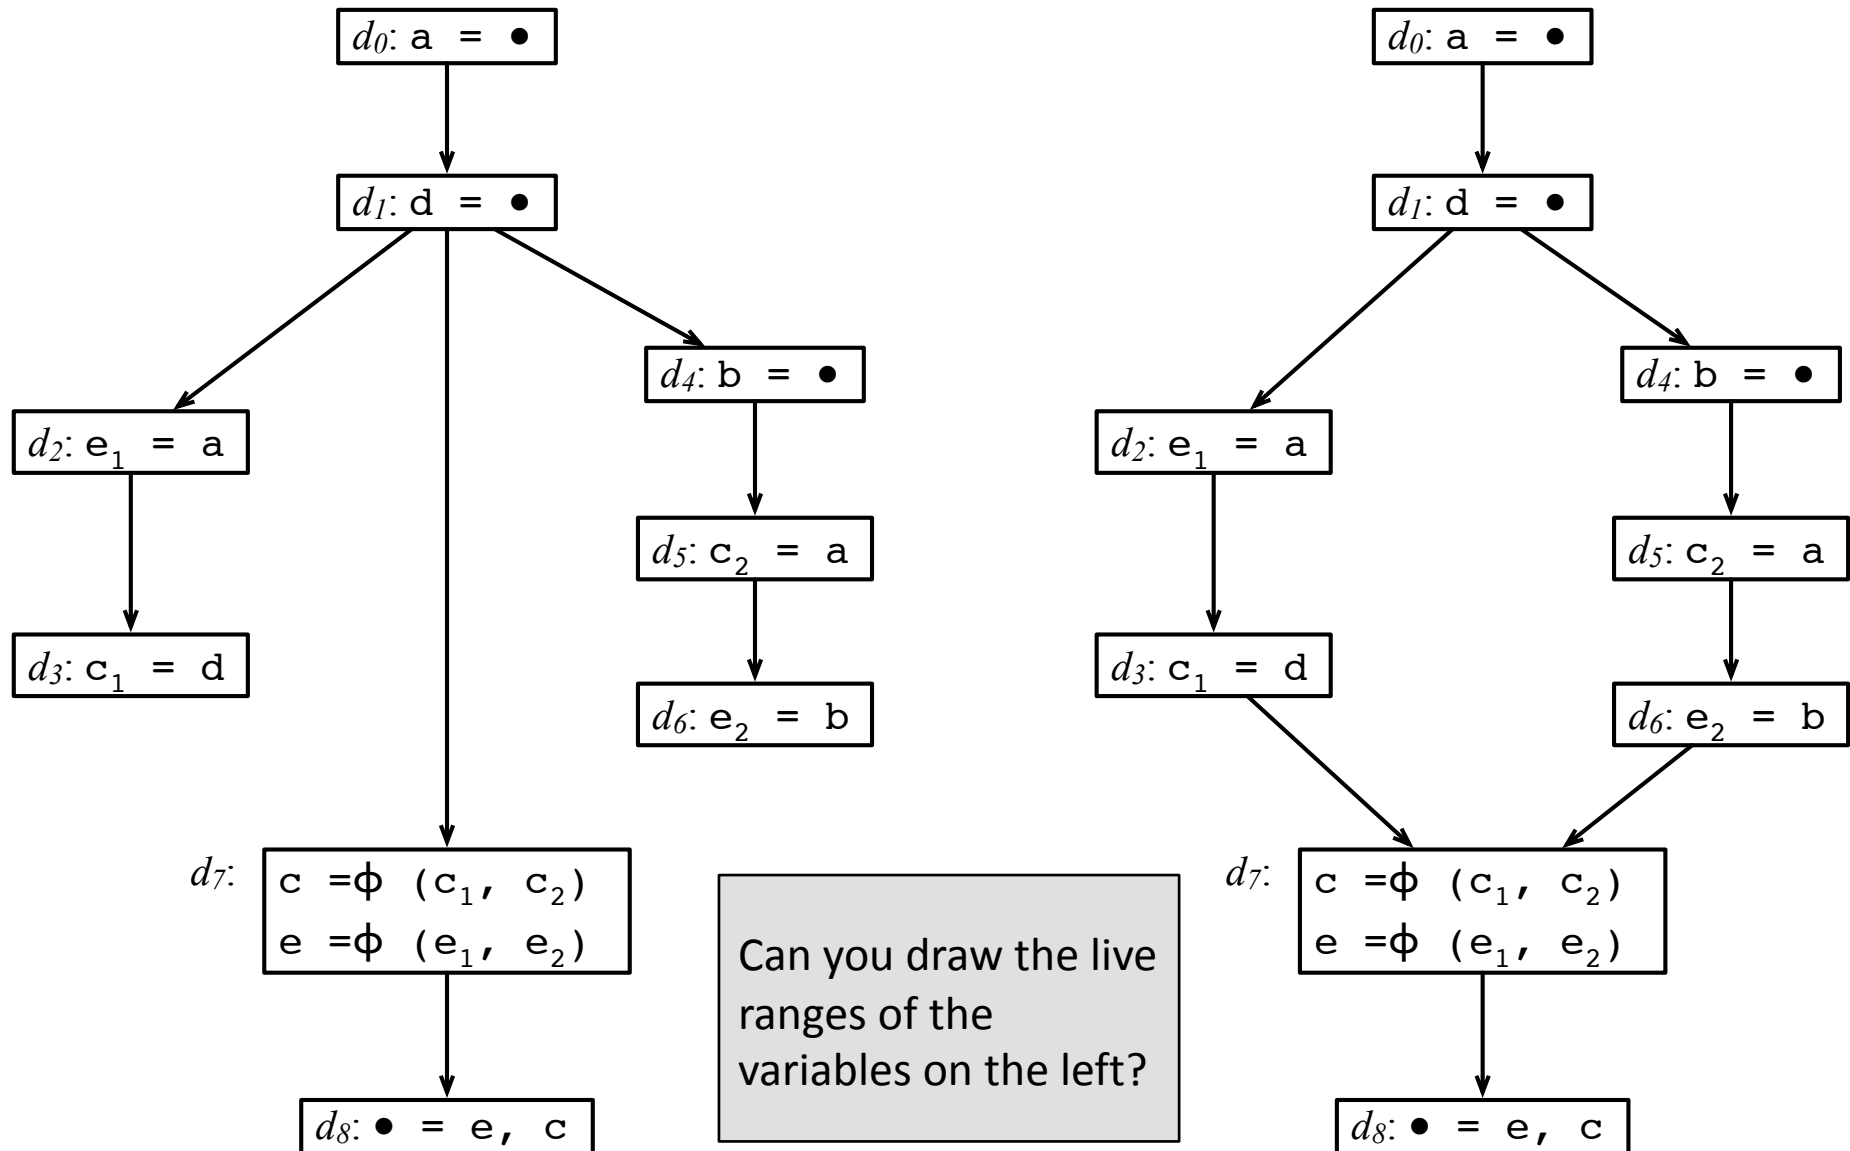 d0: a = ●
d1: d = ●
d4: b = ●
d2: e1 = a
d5: c2 = a
d3: c1 = d
d6: e2 = b
d7:
c =ϕ (c1, c2)
e =ϕ (e1, e2)
d8: ● = e, c
Can you draw the live
ranges of the
variables on the left?
d0: a = ●
d1: d = ●
d4: b = ●
d2: e1 = a
d5: c2 = a
d3: c1 = d
d6: e2 = b
d7:
c =ϕ (c1, c2)
e =ϕ (e1, e2)
d8: ● = e, c